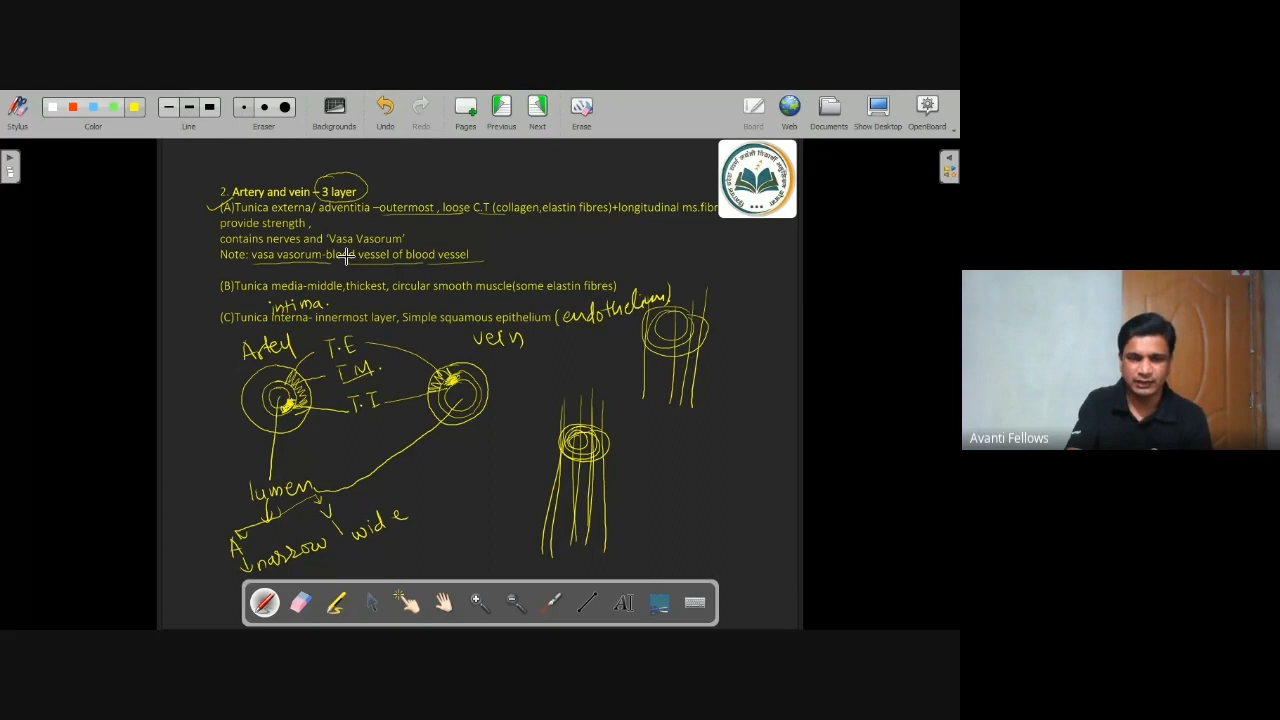 Stylus
Color
Line
Eraser
Backgrounds
Undo
Redo
Pages
Previous
Next
Erase
Board
Web
Documents
Show Desktop
OpenBoard
2. Artery and vein – 3 layer
(A)Tunica externa/ adventitia –outermost , loose C.T (collagen,elastin fibres)+longitudinal ms.fibr
provide strength ,
contains nerves and ‘Vasa Vasorum’
Note: vasa vasorum-blood vessel of blood vessel
(B)Tunica media-middle,thickest, circular smooth muscle(some elastin fibres)
intima.
(C)Tunica interna- innermost layer, Simple squamous epithelium (endothelium)
Artery
T.E
vein
T.M.
T.I
lumen
A
V
narrow
wide
AI
Avanti Fellows